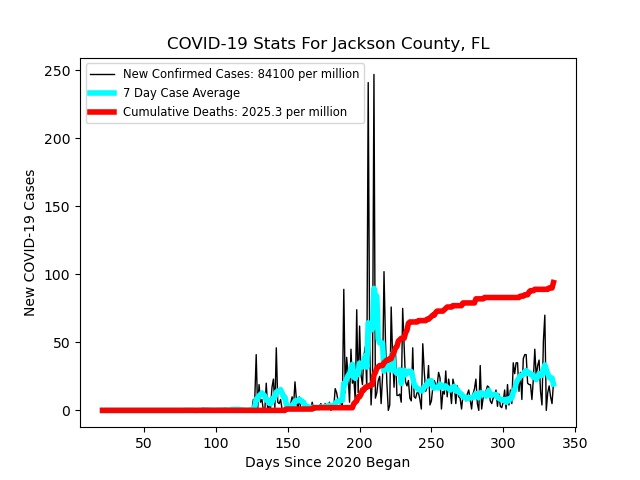 COVID-19 Stats For Jackson County, FL
New Confirmed Cases: 84100 per million
7 Day Case Average
Cumulative Deaths: 2025.3 per million
New COVID-19 Cases
250
200
150
100
50
0
50 100 150 200 250 300 350
Days Since 2020 Began